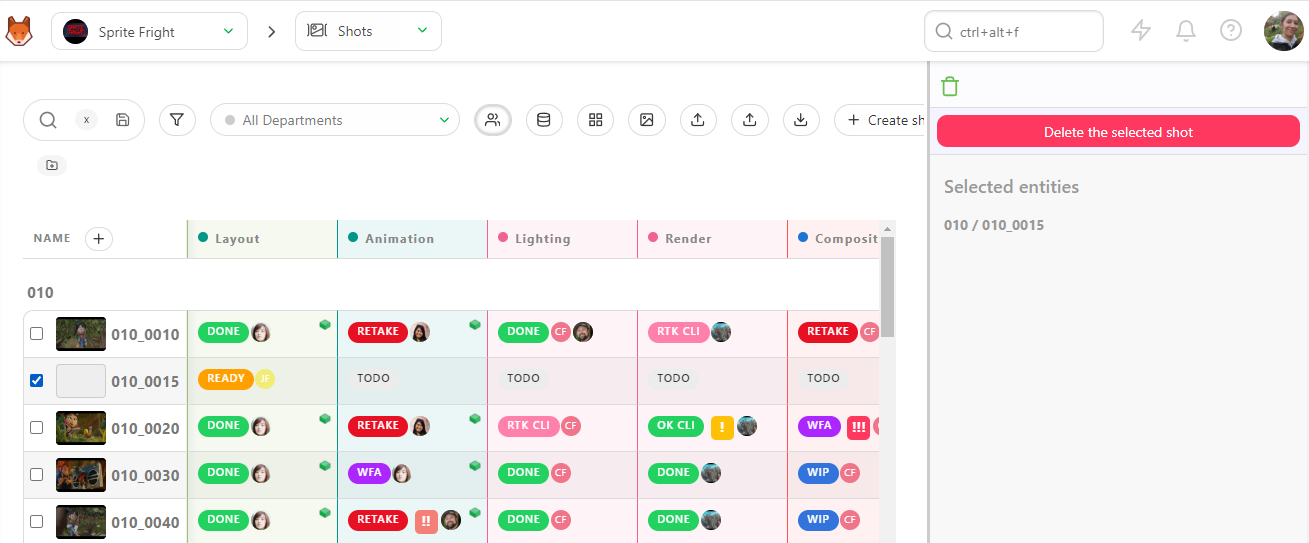 Sprite Fright
Shots
ctrl+alt+f
x
All Departments
Create sh
Delete the selected shot
Selected entities
010 / 010_0015
NAME
Layout
Animation
Lighting
Render
Composit
010
010_0010 DONE RETAKE DONE CF RTK CLI RETAKE CF
010_0015 READY JF TODO TODO TODO TODO
010_0020 DONE RETAKE RTK CLI CF OK CLI ! WFA !!!
010_0030 DONE WFA DONE CF DONE WIP CF
010_0040 DONE RETAKE !! DONE CF DONE WIP CF